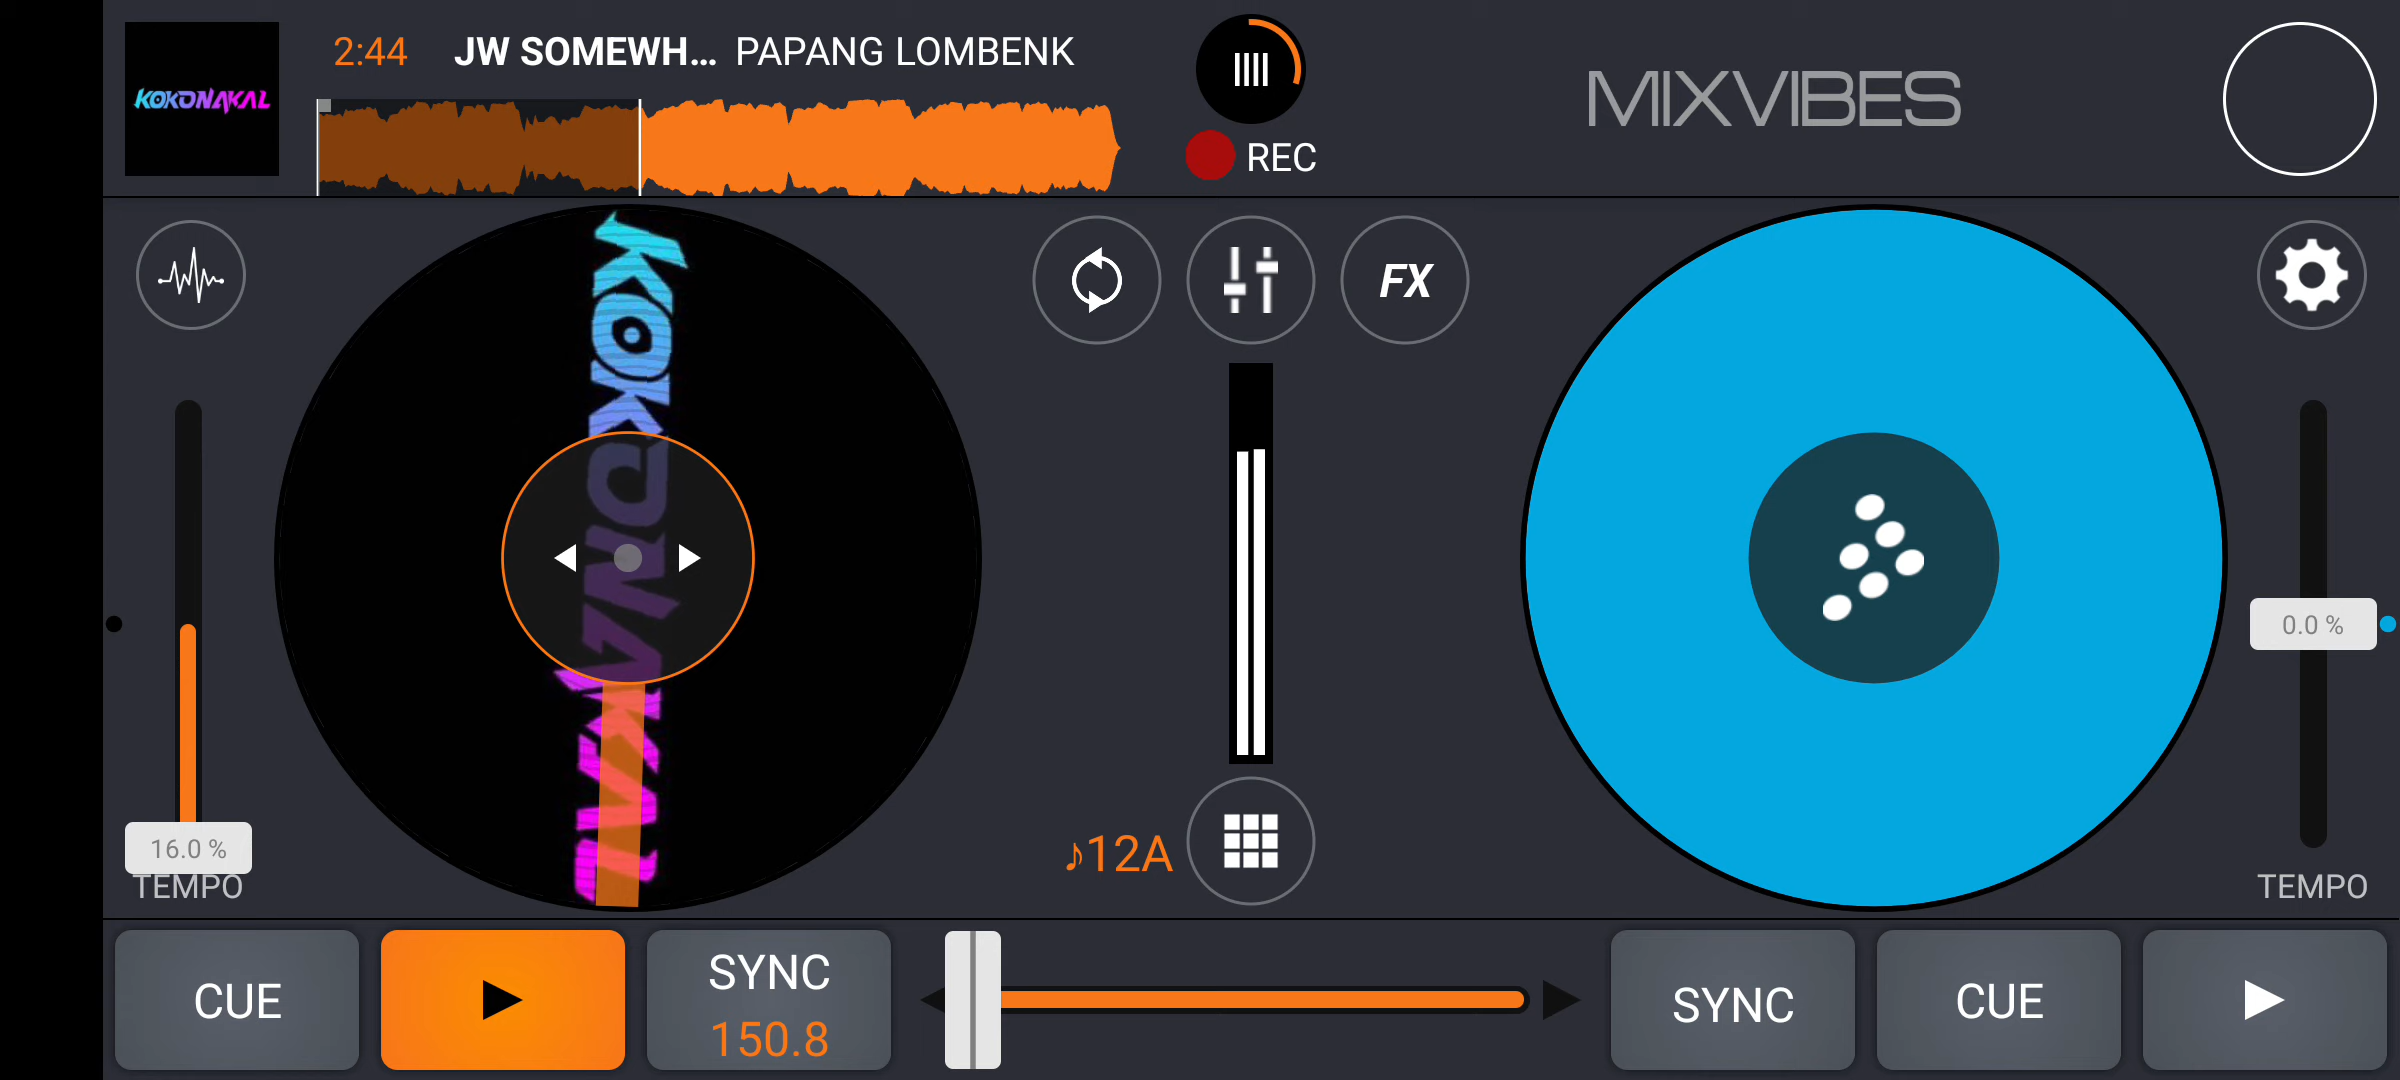 KOKONAKAL
2:44 JW SOMEWH... PAPANG LOMBENK
REC
MIXVIBES
KOKONAKAL
FX
16.0 %
TEMPO
♪12A
0.0 %
TEMPO
CUE
SYNC
150.8
SYNC
CUE